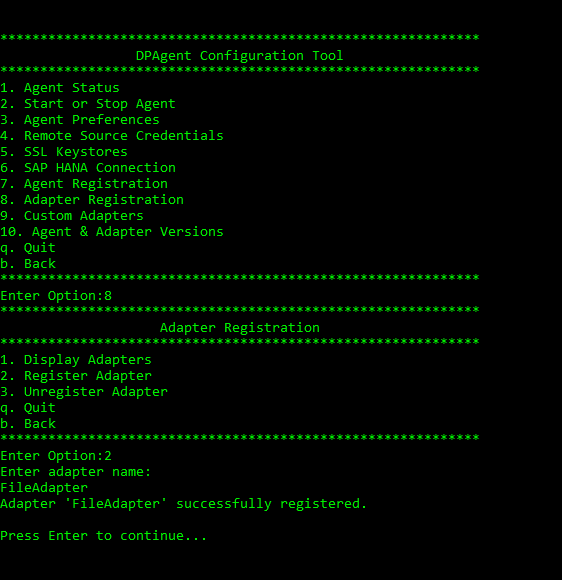 ************************************************************
DPAgent Configuration Tool
************************************************************
1. Agent Status
2. Start or Stop Agent
3. Agent Preferences
4. Remote Source Credentials
5. SSL Keystores
6. SAP HANA Connection
7. Agent Registration
8. Adapter Registration
9. Custom Adapters
10. Agent & Adapter Versions
q. Quit
b. Back
************************************************************
Enter Option:8
************************************************************
Adapter Registration
************************************************************
1. Display Adapters
2. Register Adapter
3. Unregister Adapter
q. Quit
b. Back
************************************************************
Enter Option:2
Enter adapter name:
FileAdapter
Adapter 'FileAdapter' successfully registered.
Press Enter to continue...